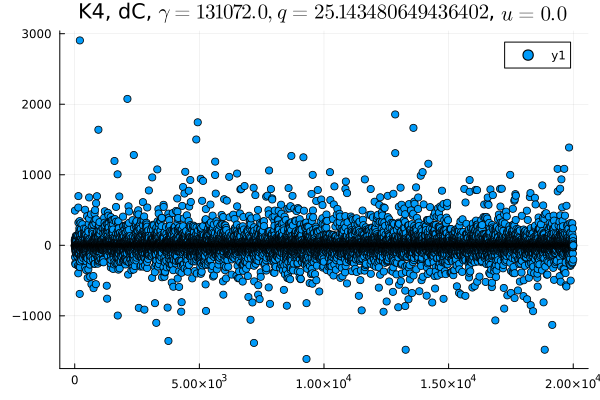 K4, dC, γ = 131072.0, q = 25.143480649436402, u = 0.0
y1
3000
2000
1000
0
−1000
0 5.00×10³ 1.00×10⁴ 1.50×10⁴ 2.00×10⁴